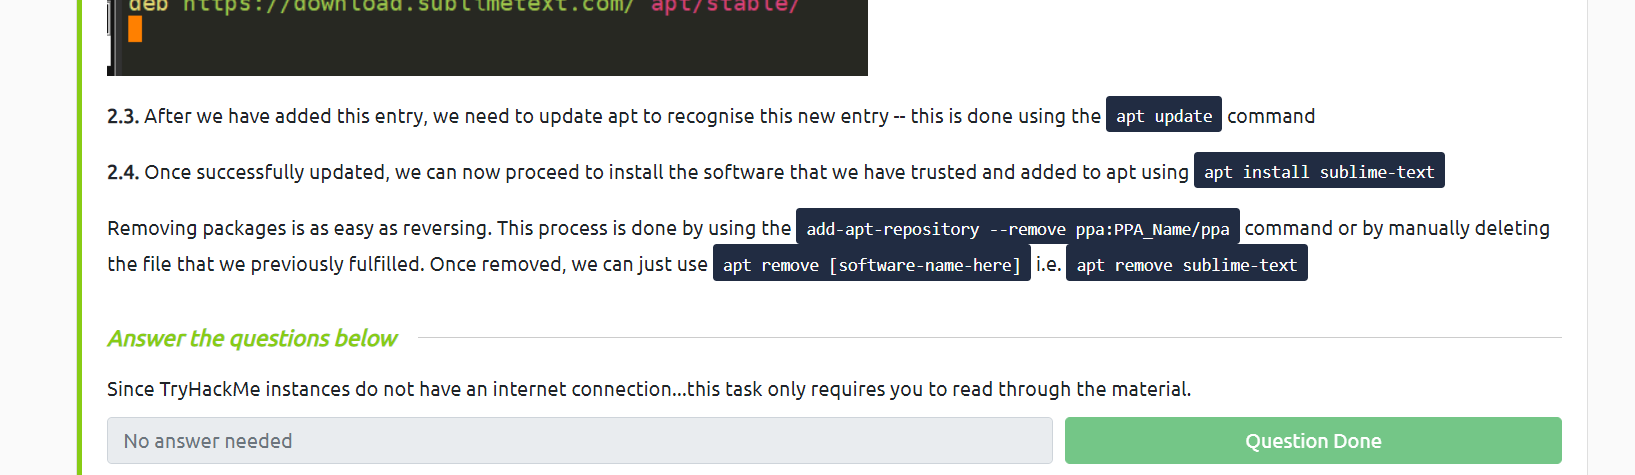 deb https://download.sublimetext.com/ apt/stable/
2.3. After we have added this entry, we need to update apt to recognise this new entry -- this is done using the apt update command
2.4. Once successfully updated, we can now proceed to install the software that we have trusted and added to apt using apt install sublime-text
Removing packages is as easy as reversing. This process is done by using the add-apt-repository --remove ppa:PPA_Name/ppa command or by manually deleting
the file that we previously fulfilled. Once removed, we can just use apt remove [software-name-here] i.e. apt remove sublime-text
Answer the questions below
Since TryHackMe instances do not have an internet connection...this task only requires you to read through the material.
No answer needed
Question Done